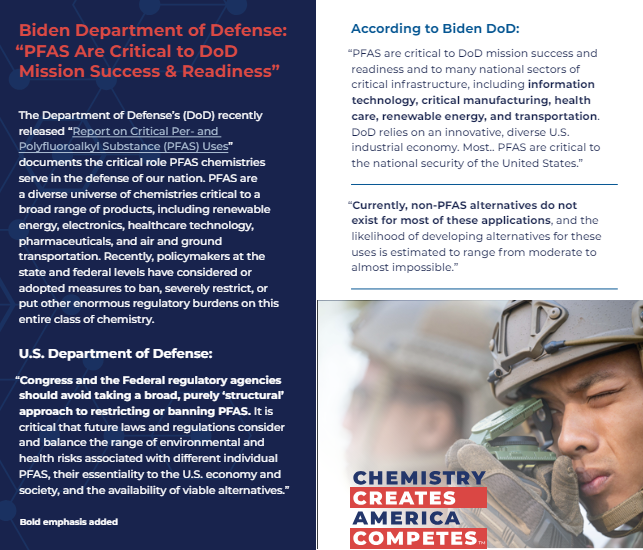 Biden Department of Defense:
“PFAS Are Critical to DoD
Mission Success & Readiness”
The Department of Defense’s (DoD) recently
released “Report on Critical Per- and
Polyfluoroalkyl Substance (PFAS) Uses”
documents the critical role PFAS chemistries
serve in the defense of our nation. PFAS are
a diverse universe of chemistries critical to a
broad range of products, including renewable
energy, electronics, healthcare technology,
pharmaceuticals, and air and ground
transportation. Recently, policymakers at the
state and federal levels have considered or
adopted measures to ban, severely restrict, or
put other enormous regulatory burdens on this
entire class of chemistry.
U.S. Department of Defense:
“Congress and the Federal regulatory agencies
should avoid taking a broad, purely ‘structural’
approach to restricting or banning PFAS. It is
critical that future laws and regulations consider
and balance the range of environmental and
health risks associated with different individual
PFAS, their essentiality to the U.S. economy and
society, and the availability of viable alternatives.”
Bold emphasis added
According to Biden DoD:
“PFAS are critical to DoD mission success and
readiness and to many national sectors of
critical infrastructure, including information
technology, critical manufacturing, health
care, renewable energy, and transportation.
DoD relies on an innovative, diverse U.S.
industrial economy. Most.. PFAS are critical to
the national security of the United States.”
“Currently, non-PFAS alternatives do not
exist for most of these applications, and the
likelihood of developing alternatives for these
uses is estimated to range from moderate to
almost impossible.”
CHEMISTRY
CREATES
AMERICA
COMPETES™